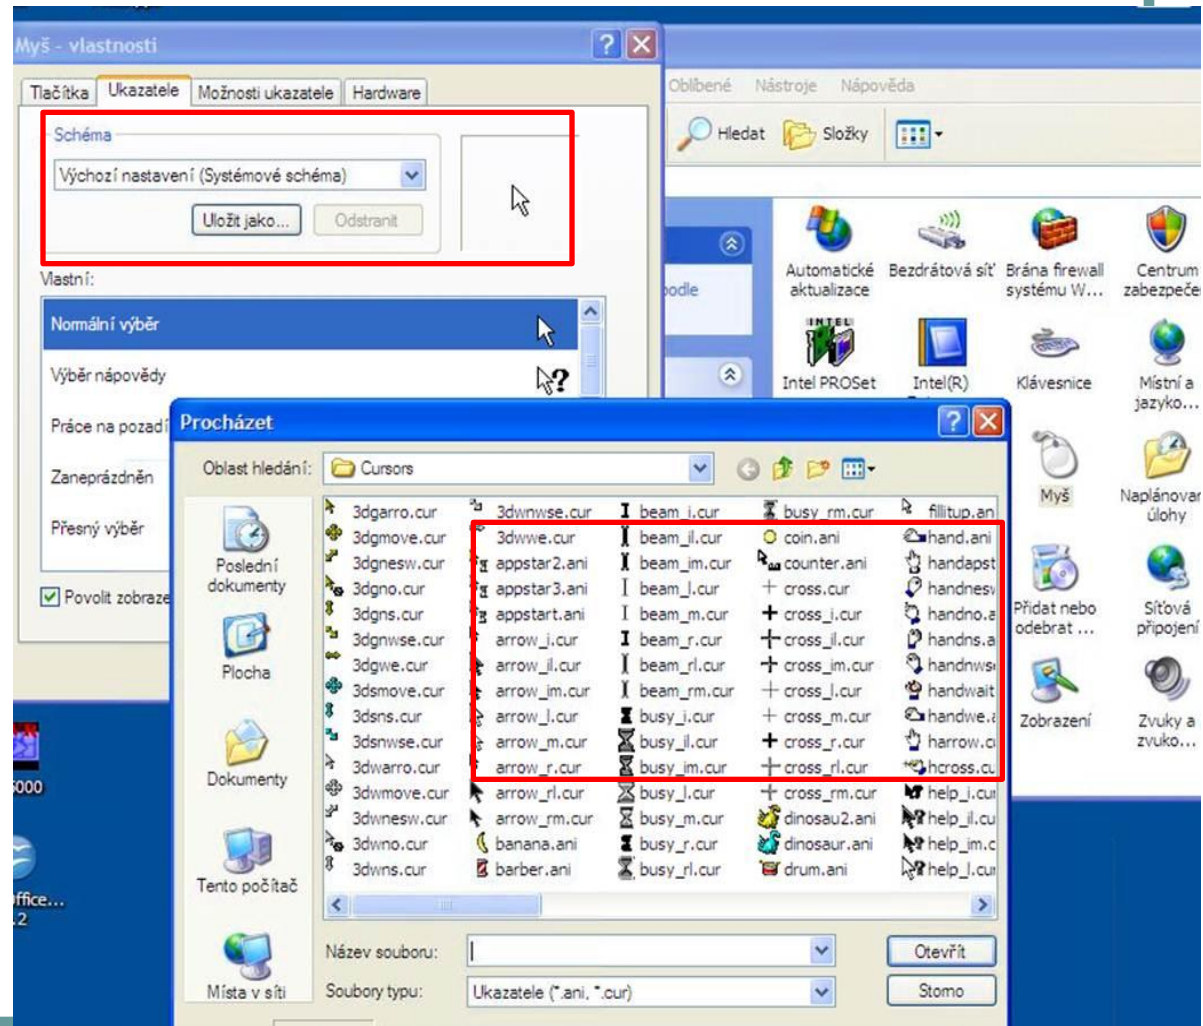 Myš - vlastnosti
Tlačítka Ukazatele Možnosti ukazatele Hardware
Schéma
Výchozí nastavení (Systémové schéma)
Uložit jako... Odstranit
Vlastní:
Normální výběr
Výběr nápovědy
Práce na pozadí
Zaneprázdněn
Přesný výběr
Povolit zobraze
Oblíbené Nástroje Nápověda
Hledat Složky
podle
Automatické aktualizace
Bezdrátová síť
Brána firewall systému W...
Centrum zabezpeče
INTEL
Intel PROSet
Intel(R)
Klávesnice
Místní a jazyko...
Myš
Naplánovan úlohy
Přidat nebo odebrat ...
Síťová připojení
Zobrazení
Zvuky a zvuko...
Procházet
Oblast hledání: Cursors
Poslední dokumenty
Plocha
Dokumenty
Tento počítač
Místa v síti
3dgarro.cur 3dwnwse.cur beam_i.cur busy_rm.cur fillitup.an
3dgmove.cur 3dwwe.cur beam_il.cur coin.ani hand.ani
3dgnesw.cur appstar2.ani beam_im.cur counter.ani handapst
3dgno.cur appstar3.ani beam_l.cur cross.cur handnesw
3dgns.cur appstart.ani beam_m.cur cross_i.cur handno.a
3dgnwse.cur arrow_i.cur beam_r.cur cross_il.cur handns.a
3dgwe.cur arrow_il.cur beam_rl.cur cross_im.cur handnws
3dsmove.cur arrow_im.cur beam_rm.cur cross_l.cur handwait
3dsns.cur arrow_l.cur busy_i.cur cross_m.cur handwe.a
3dsnwse.cur arrow_m.cur busy_il.cur cross_r.cur harrow.c
3dwarro.cur arrow_r.cur busy_im.cur cross_rl.cur hcross.cu
3dwmove.cur arrow_rl.cur busy_l.cur cross_rm.cur help_i.cur
3dwnesw.cur arrow_rm.cur busy_m.cur dinosau2.ani help_il.cu
3dwno.cur banana.ani busy_r.cur dinosaur.ani help_im.c
3dwns.cur barber.ani busy_rl.cur drum.ani help_l.cur
Název souboru:
Otevřít
Soubory typu: Ukazatele (*.ani, *.cur)
Storno
5000
ffice...
.2